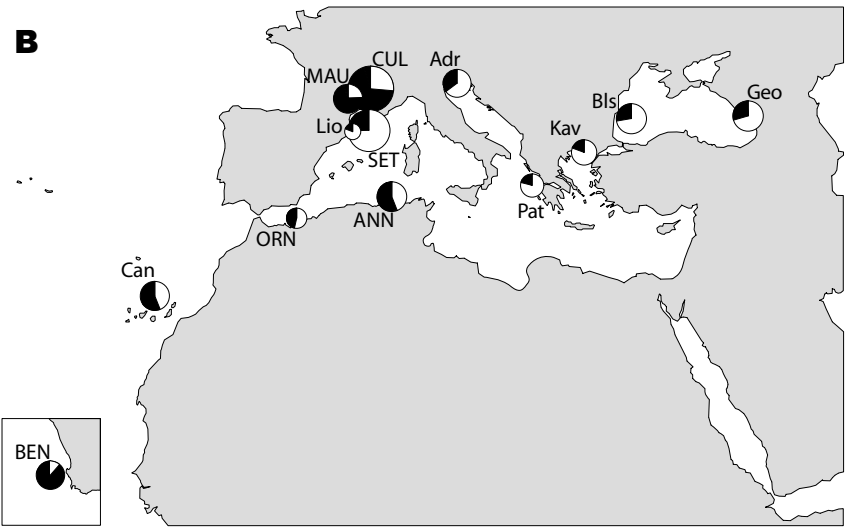 B
CUL
Adr
MAU
Geo
Bls
Lio
Kav
SET
Pat
ANN
ORN
Can
BEN